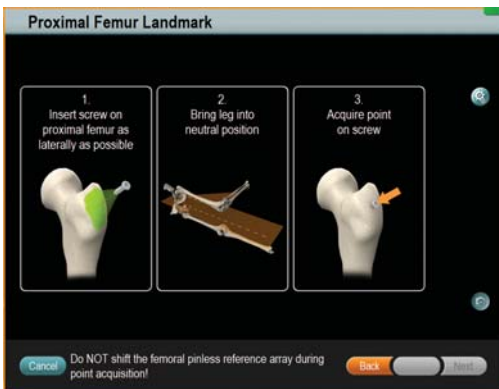 Proximal Femur Landmark
1.
Insert screw on
proximal femur as
laterally as possible
2.
Bring leg into
neutral position
3.
Acquire point
on screw
Cancel
Do NOT shift the femoral pinless reference array during
point acquisition!
Back
Next